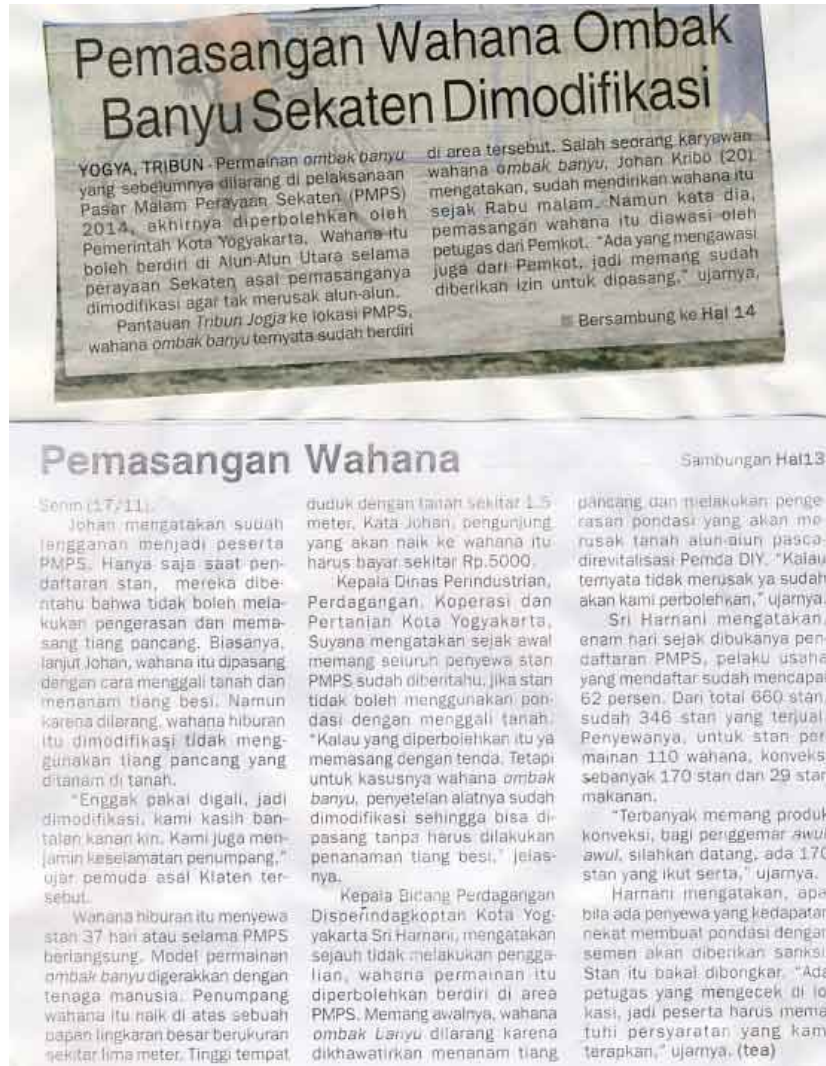 Pemasangan Wahana Ombak
Banyu Sekaten Dimodifikasi
YOGYA, TRIBUN - Permainan ombak banyu
yang sebelumnya dilarang di pelaksanaan
Pasar Malam Perayaan Sekaten (PMPS)
2014, akhirnya diperbolehkan oleh
Pemerintah Kota Yogyakarta. Wahana itu
boleh berdiri di Alun-Alun Utara selama
perayaan Sekaten asal pemasanganya
dimodifikasi agar tak merusak alun-alun.
Pantauan Tribun Jogja ke lokasi PMPS,
wahana ombak banyu ternyata sudah berdiri
di area tersebut. Salah seorang karyawan
wahana ombak banyu, Johan Kribo (20)
mengatakan, sudah mendirikan wahana itu
sejak Rabu malam. Namun kata dia,
pemasangan wahana itu diawasi oleh
petugas dari Pemkot. "Ada yang mengawasi
juga dari Pemkot, jadi memang sudah
diberikan izin untuk dipasang," ujarnya,
Bersambung ke Hal 14
Pemasangan Wahana
Sambungan Hal13
Senin (17/11).
Johan mengatakan sudah
langganan menjadi peserta
PMPS. Hanya saja saat pen-
daftaran stan, mereka dibe-
ritahu bahwa tidak boleh mela-
kukan pengerasan dan mema-
sang tiang pancang. Biasanya,
lanjut Johan, wahana itu dipasang
dengan cara menggali tanah dan
menanam tiang besi. Namun
karena dilarang, wahana hiburan
itu dimodifikasi tidak meng-
gunakan tiang pancang yang
ditanam di tanah.
"Enggak pakai digali, jadi
dimodifikasi, kami kasih ban-
talan kanan kiri. Kami juga men-
jamin keselamatan penumpang,"
ujar pemuda asal Klaten ter-
sebut.
Wahana hiburan itu menyewa
stan 37 hari atau selama PMPS
berlangsung. Model permainan
ombak banyu digerakkan dengan
tenaga manusia. Penumpang
wahana itu naik di atas sebuah
papan lingkaran besar berukuran
sekitar lima meter. Tinggi tempat
duduk dengan tanah sekitar 1,5
meter. Kata Johan, pengunjung
yang akan naik ke wahana itu
harus bayar sekitar Rp.5000.
Kepala Dinas Perindustrian,
Perdagangan, Koperasi dan
Pertanian Kota Yogyakarta,
Suyana mengatakan sejak awal
memang seluruh penyewa stan
PMPS sudah diberitahu, jika stan
tidak boleh menggunakan pon-
dasi dengan menggali tanah.
"Kalau yang diperbolehkan itu ya
memasang dengan tenda. Tetapi
untuk kasusnya wahana ombak
banyu, penyetelan alatnya sudah
dimodifikasi sehingga bisa di-
pasang tanpa harus dilakukan
penanaman tiang besi," jelas-
nya.
Kepala Bidang Perdagangan
Disperindagkoptan Kota Yog-
yakarta Sri Harnani, mengatakan
sejauh tidak melakukan pengga-
lian, wahana permainan itu
diperbolehkan berdiri di area
PMPS. Memang awalnya, wahana
ombak banyu dilarang karena
dikhawatirkan menanam tiang
pancang dan melakukan penge-
rasan pondasi yang akan me-
rusak tanah alun-alun pasca-
direvitalisasi Pemda DIY. "Kalau
ternyata tidak merusak ya sudah
akan kami perbolehkan," ujarnya.
Sri Harnani mengatakan,
enam hari sejak dibukanya pen-
daftaran PMPS, pelaku usaha
yang mendaftar sudah mencapai
62 persen. Dari total 660 stan,
sudah 346 stan yang terjual.
Penyewanya, untuk stan per
mainan 110 wahana, konveks
sebanyak 170 stan dan 29 stan
makanan.
"Terbanyak memang produk
konveksi, bagi penggemar awul
awul, silahkan datang, ada 170
stan yang ikut serta," ujarnya.
Harnani mengatakan, apa
bila ada penyewa yang kedapatan
nekat membuat pondasi dengan
semen akan diberikan sanksi.
Stan itu bakal dibongkar. "Ada
petugas yang mengecek di lo
kasi, jadi peserta harus mema
tuhi persyaratan yang kam
terapkan," ujarnya. (tea)